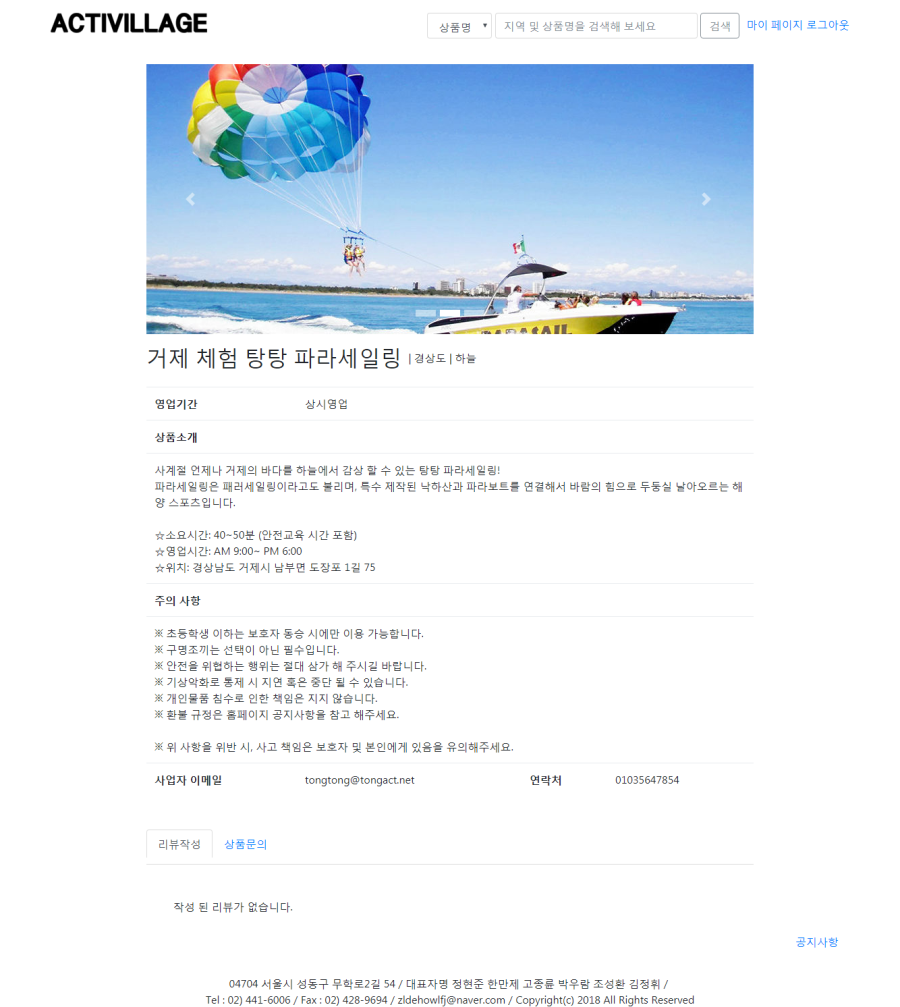 ACTIVILLAGE
상품명 지역 및 상품명을 검색해 보세요 검색 마이 페이지 로그아웃
PARASAIL
거제 체험 탕탕 파라세일링 | 경상도 | 하늘
영업기간 상시영업
상품소개
사계절 언제나 거제의 바다를 하늘에서 감상 할 수 있는 탕탕 파라세일링!
파라세일링은 패러세일링이라고도 불리며, 특수 제작된 낙하산과 파라보트를 연결해서 바람의 힘으로 두둥실 날아오르는 해
양 스포츠입니다.
☆소요시간: 40~50분 (안전교육 시간 포함)
☆영업시간: AM 9:00~ PM 6:00
☆위치: 경상남도 거제시 남부면 도장포 1길 75
주의 사항
※ 초등학생 이하는 보호자 동승 시에만 이용 가능합니다.
※ 구명조끼는 선택이 아닌 필수입니다.
※ 안전을 위협하는 행위는 절대 삼가 해 주시길 바랍니다.
※ 기상악화로 통제 시 지연 혹은 중단 될 수 있습니다.
※ 개인물품 침수로 인한 책임은 지지 않습니다.
※ 환불 규정은 홈페이지 공지사항을 참고 해주세요.
※ 위 사항을 위반 시, 사고 책임은 보호자 및 본인에게 있음을 유의해주세요.
사업자 이메일 tongtong@tongact.net 연락처 01035647854
리뷰작성 상품문의
작성 된 리뷰가 없습니다.
공지사항
04704 서울시 성동구 무학로2길 54 / 대표자명 정현준 한만제 고종륜 박우람 조성환 김정휘 /
Tel : 02) 441-6006 / Fax : 02) 428-9694 / zldehowlfj@naver.com / Copyright(c) 2018 All Rights Reserved